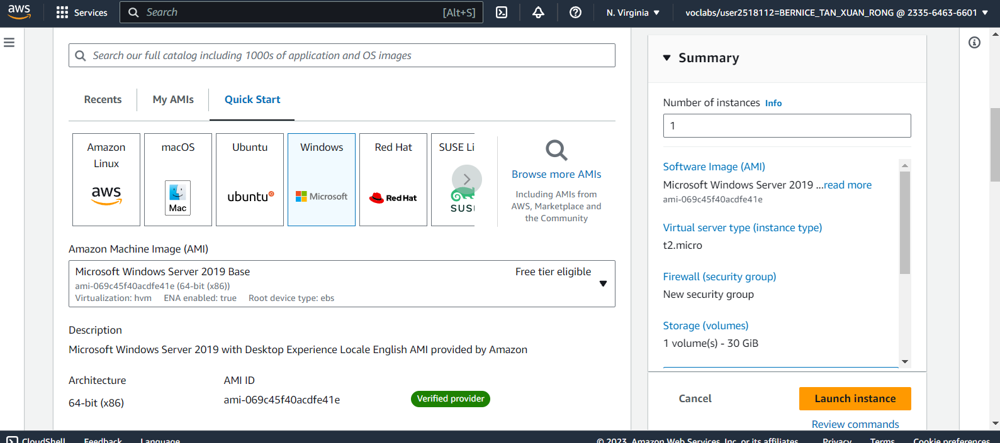 aws
Services
Search
[Alt+S]
N. Virginia
voclabs/user2518112=BERNICE_TAN_XUAN_RONG @ 2335-6463-6601
Search our full catalog including 1000s of application and OS images
Recents
My AMIs
Quick Start
Amazon
Linux
aws
macOS
Mac
Ubuntu
ubuntu
Windows
Microsoft
Red Hat
Red Hat
SUSE Li
SUS
Browse more AMIs
Including AMIs from
AWS, Marketplace and
the Community
Amazon Machine Image (AMI)
Microsoft Windows Server 2019 Base
Free tier eligible
ami-069c45f40acdfe41e (64-bit (x86))
Virtualization: hvm ENA enabled: true Root device type: ebs
Description
Microsoft Windows Server 2019 with Desktop Experience Locale English AMI provided by Amazon
Architecture
64-bit (x86)
AMI ID
ami-069c45f40acdfe41e
Verified provider
Summary
Number of instances Info
1
Software Image (AMI)
Microsoft Windows Server 2019 ...read more
ami-069c45f40acdfe41e
Virtual server type (instance type)
t2.micro
Firewall (security group)
New security group
Storage (volumes)
1 volume(s) - 30 GiB
Cancel
Launch instance
Review commands
CloudShell
Feedback
Language
© 2023, Amazon Web Services, Inc. or its affiliates.
Privacy
Terms
Cookie preferences